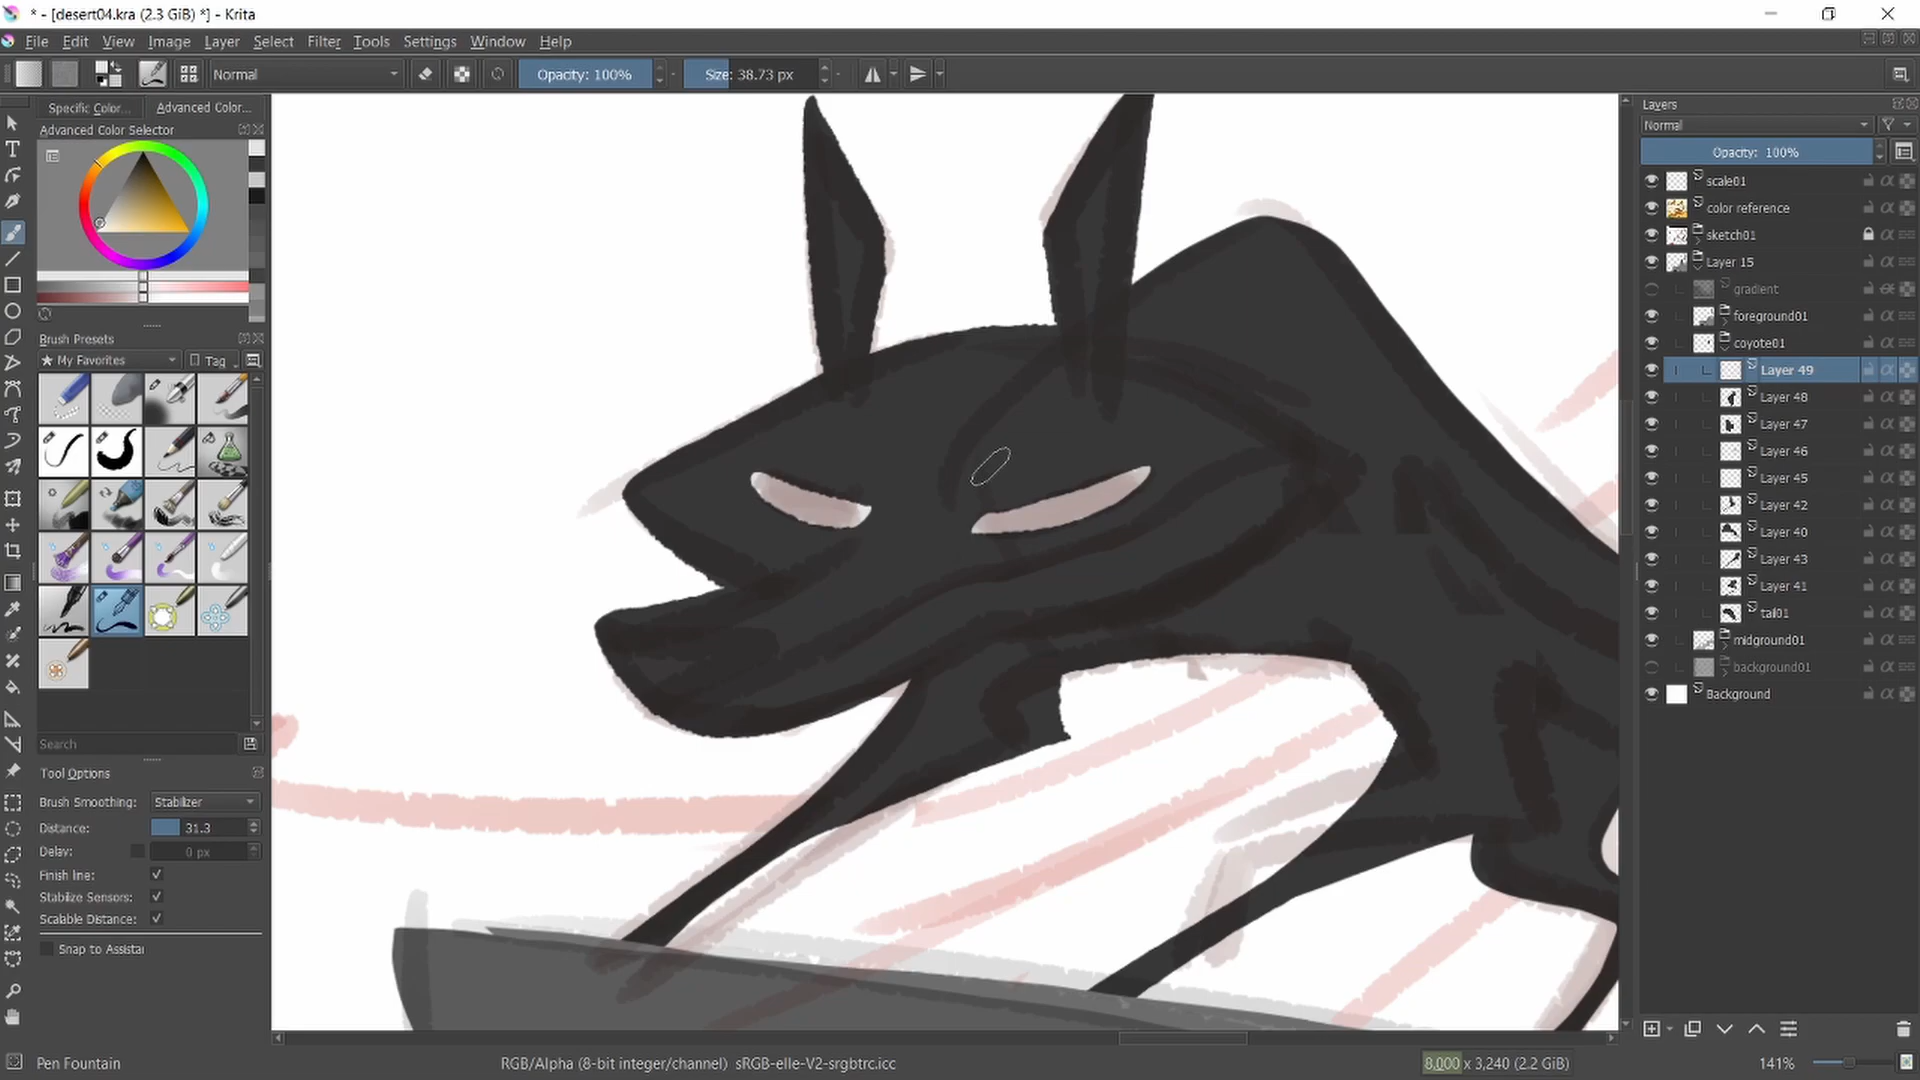 * - [desert04.kra (2.3 GiB) *] - Krita
File Edit View Image Layer Select Filter Tools Settings Window Help
Normal Opacity: 100% Size: 38.73 px
Specific Color... Advanced Color...
Advanced Color Selector
Brush Presets
★ My Favorites Tag
Search
Tool Options
Brush Smoothing: Stabilizer
Distance: 31.3
Delay: 0 px
Finish line:
Stabilize Sensors:
Scalable Distance:
Snap to Assistar
Layers
Normal
Opacity: 100%
scale01
color reference
sketch01
Layer 15
gradient
foreground01
coyote01
Layer 49
Layer 48
Layer 47
Layer 46
Layer 45
Layer 42
Layer 40
Layer 43
Layer 41
tail01
midground01
background01
Background
Pen Fountain RGB/Alpha (8-bit integer/channel) sRGB-elle-V2-srgbtrc.icc 8,000 x 3,240 (2.2 GiB) 141%